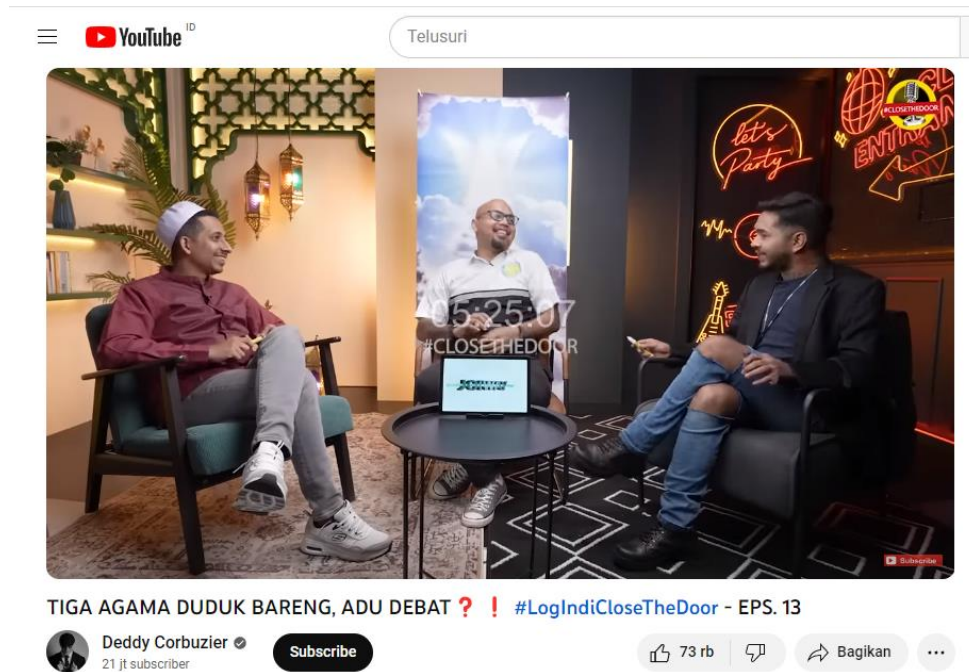 YouTube ID
Telusuri
#CLOSETHEDOOR
let's
Party
ENTRAN
05:25:07
#CLOSETHEDOOR
Subscribe
TIGA AGAMA DUDUK BARENG, ADU DEBAT❓❗ #LogIndiCloseTheDoor - EPS. 13
Deddy Corbuzier
21 jt subscriber
Subscribe
73 rb
Bagikan